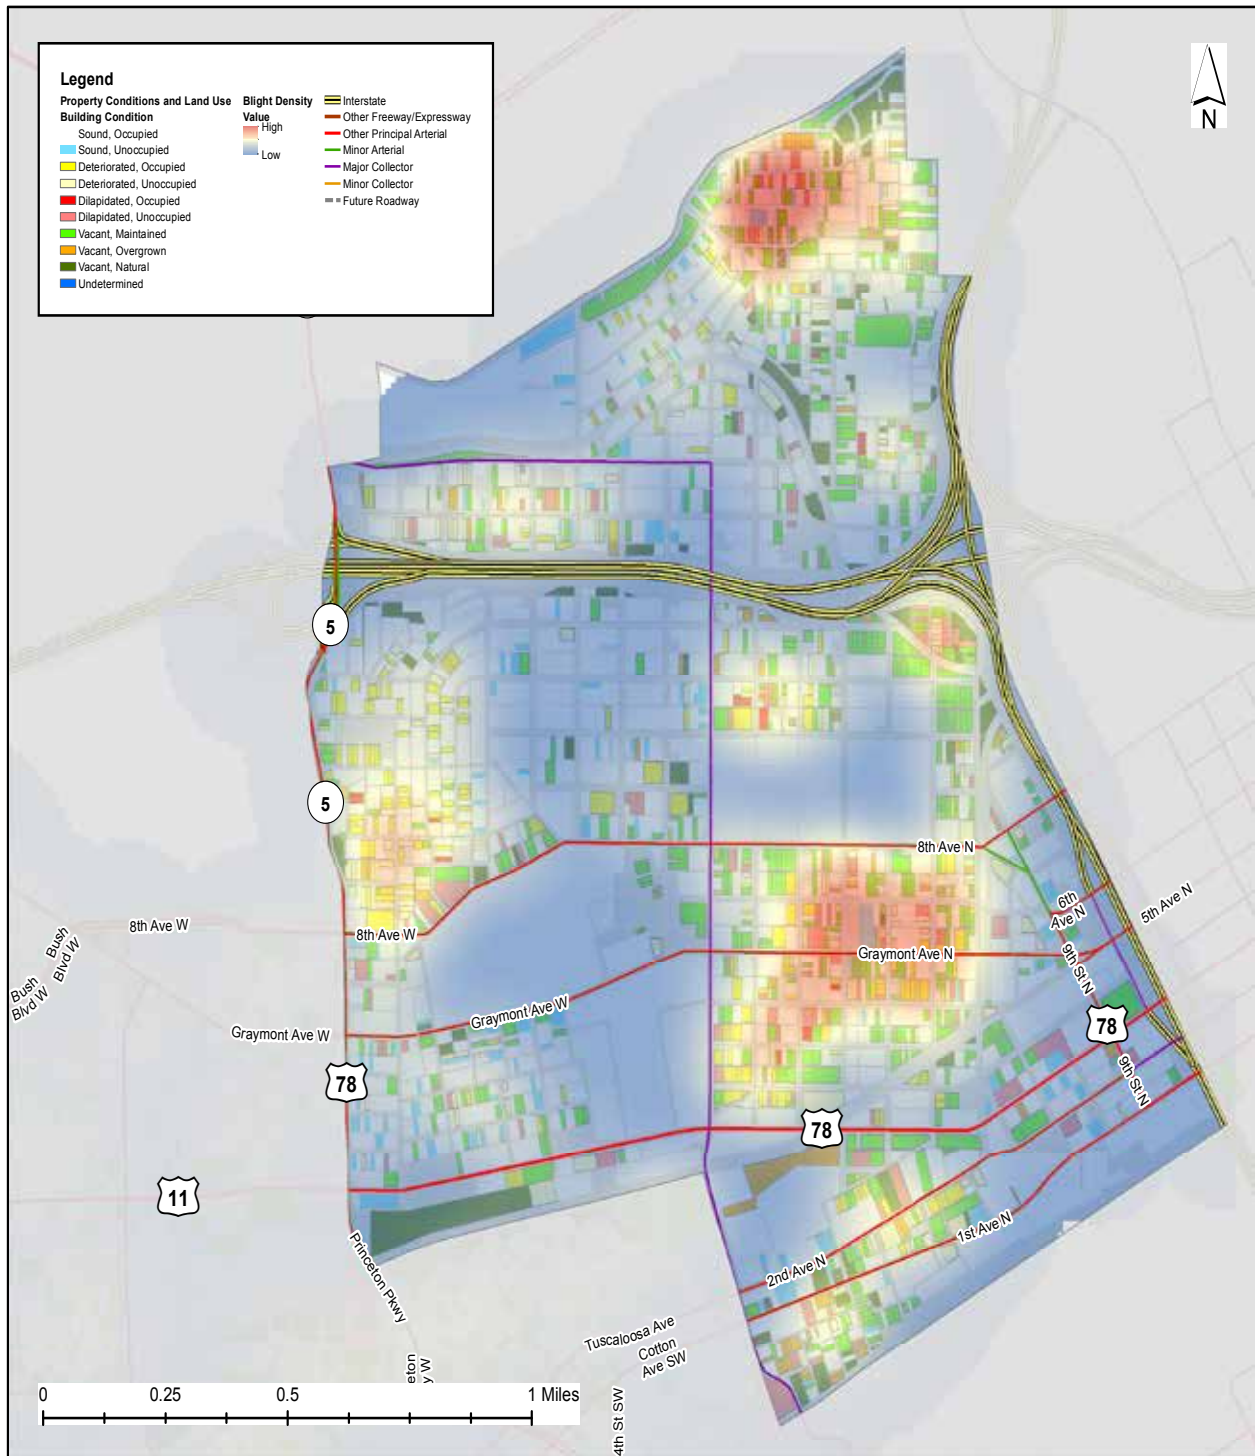 Legend
Property Conditions and Land Use
Building Condition
Sound, Occupied
Sound, Unoccupied
Deteriorated, Occupied
Deteriorated, Unoccupied
Dilapidated, Occupied
Dilapidated, Unoccupied
Vacant, Maintained
Vacant, Overgrown
Vacant, Natural
Undetermined
Blight Density
Value
High
Low
Interstate
Other Freeway/Expressway
Other Principal Arterial
Minor Arterial
Major Collector
Minor Collector
Future Roadway
N
5
5
8th Ave N
6th
Ave N
5th Ave N
8th Ave W
8th Ave W
Bush
Blvd W
Bush
Blvd W
Graymont Ave N
9th St N
Graymont Ave W
Graymont Ave W
78
78
9th St N
78
11
1st Ave N
2nd Ave N
Princeton Pkwy
Tuscaloosa Ave
Cotton
Ave SW
eton
y W
4th St SW
0 0.25 0.5 1 Miles